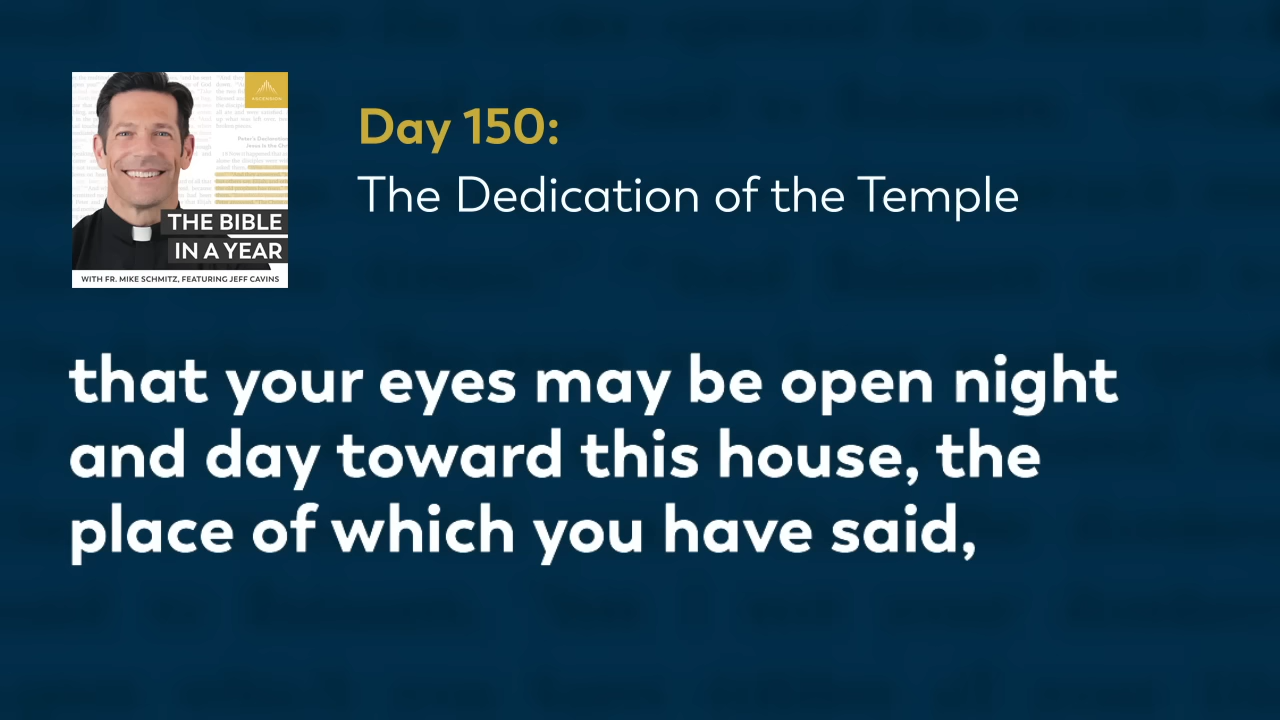 ASCENSION
THE BIBLE
IN A YEAR
WITH FR. MIKE SCHMITZ, FEATURING JEFF CAVINS
Day 150:
The Dedication of the Temple
that your eyes may be open night
and day toward this house, the
place of which you have said,